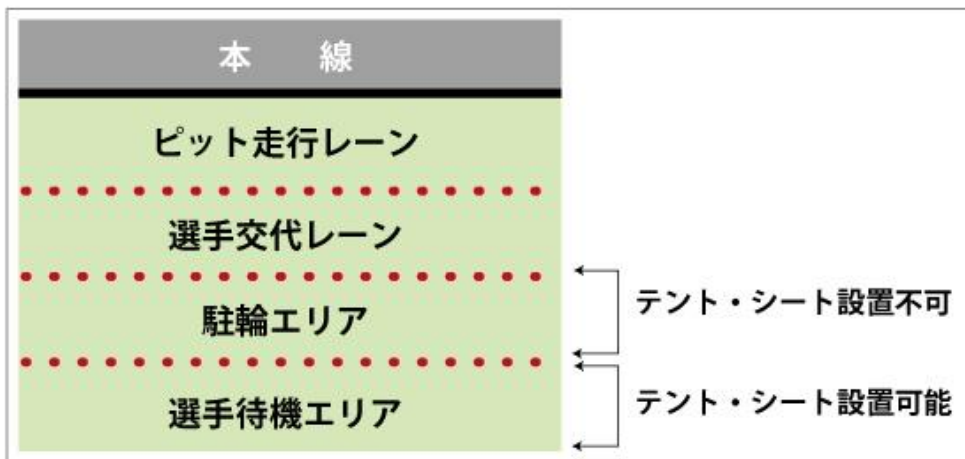 本　　線
ピット走行レーン
選手交代レーン
駐輪エリア
テント・シート設置不可
選手待機エリア
テント・シート設置可能